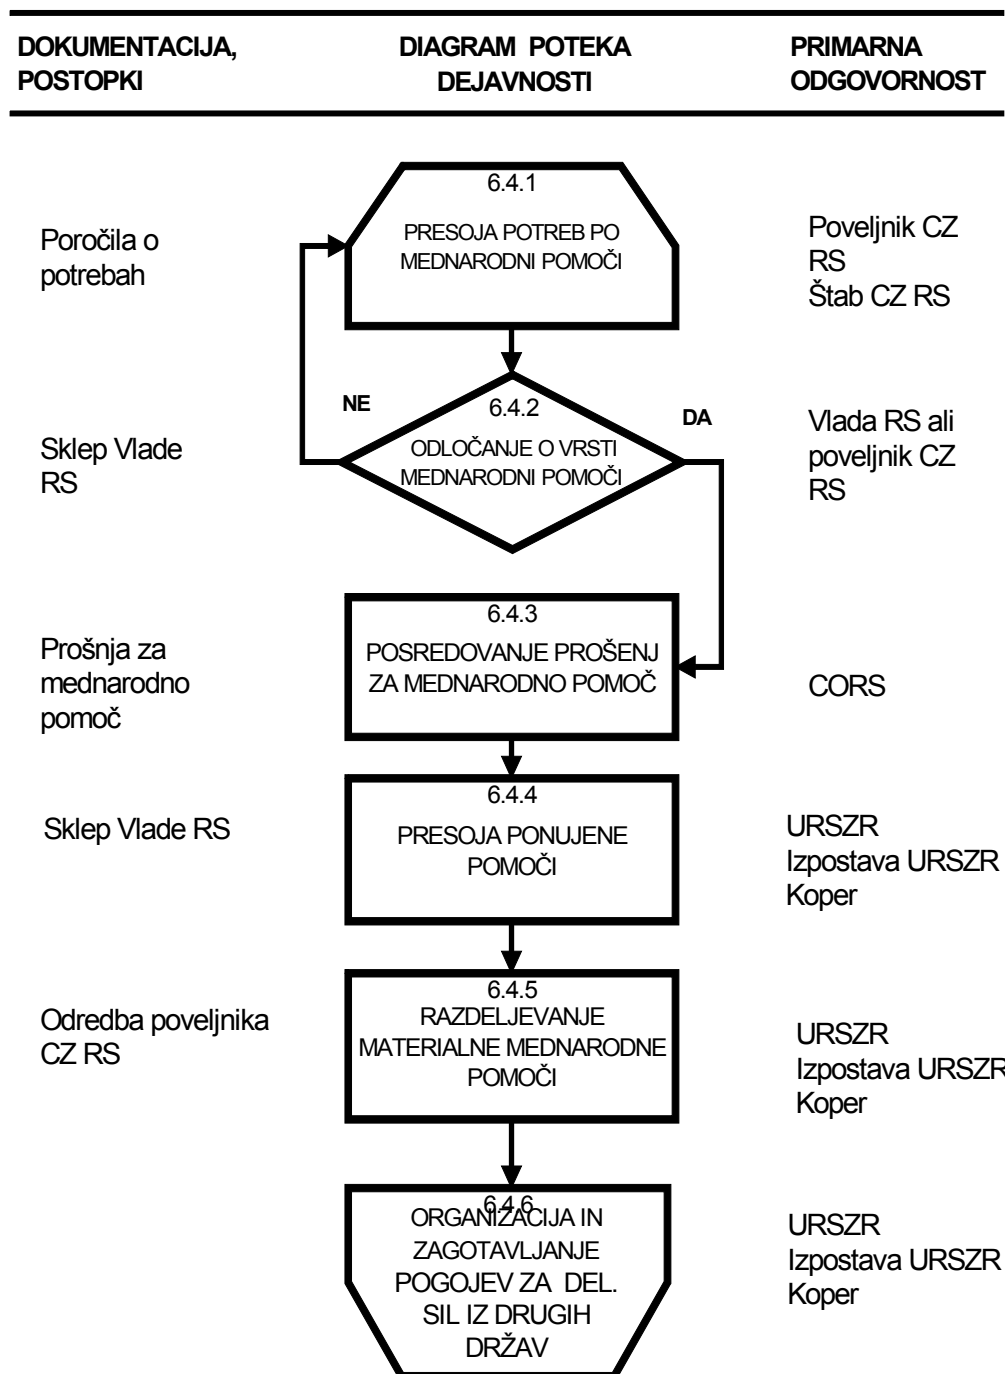 DOKUMENTACIJA,
POSTOPKI
DIAGRAM POTEKA
DEJAVNOSTI
PRIMARNA
ODGOVORNOST
Poročila o
potrebah
6.4.1
PRESOJA POTREB PO
MEDNARODNI POMOČI
Poveljnik CZ
RS
Štab CZ RS
Sklep Vlade
RS
NE
6.4.2
ODLOČANJE O VRSTI
MEDNARODNI POMOČI
DA
Vlada RS ali
poveljnik CZ
RS
Prošnja za
mednarodno
pomoč
6.4.3
POSREDOVANJE PROŠENJ
ZA MEDNARODNO POMOČ
CORS
Sklep Vlade RS
6.4.4
PRESOJA PONUJENE
POMOČI
URSZR
Izpostava URSZR
Koper
Odredba poveljnika
CZ RS
6.4.5
RAZDELJEVANJE
MATERIALNE MEDNARODNE
POMOČI
URSZR
Izpostava URSZR
Koper
6.4.6
ORGANIZACIJA IN
ZAGOTAVLJANJE
POGOJEV ZA DEL.
SIL IZ DRUGIH
DRŽAV
URSZR
Izpostava URSZR
Koper